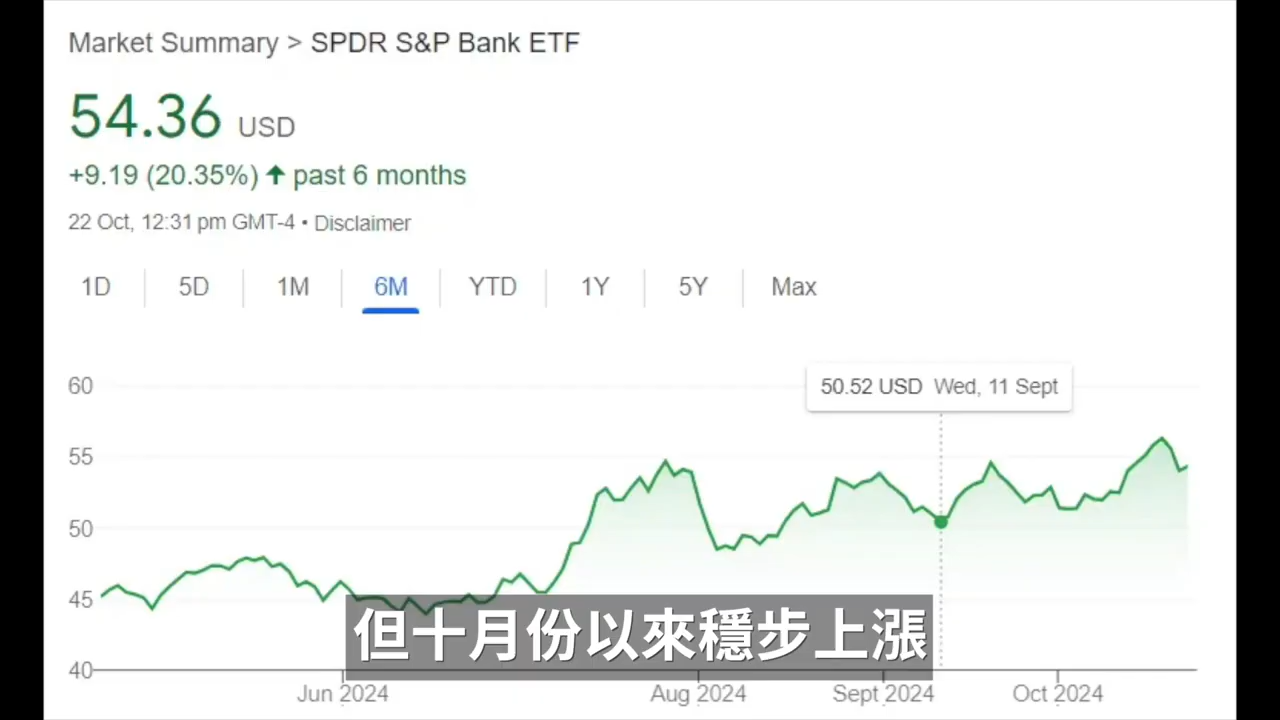 Market Summary > SPDR S&P Bank ETF
54.36 USD
+9.19 (20.35%) ↑ past 6 months
22 Oct, 12:31 pm GMT-4 • Disclaimer
1D 5D 1M 6M YTD 1Y 5Y Max
60
50.52 USD Wed, 11 Sept
55
50
45
但十月份以來穩步上漲
40
Jun 2024 Aug 2024 Sept 2024 Oct 2024